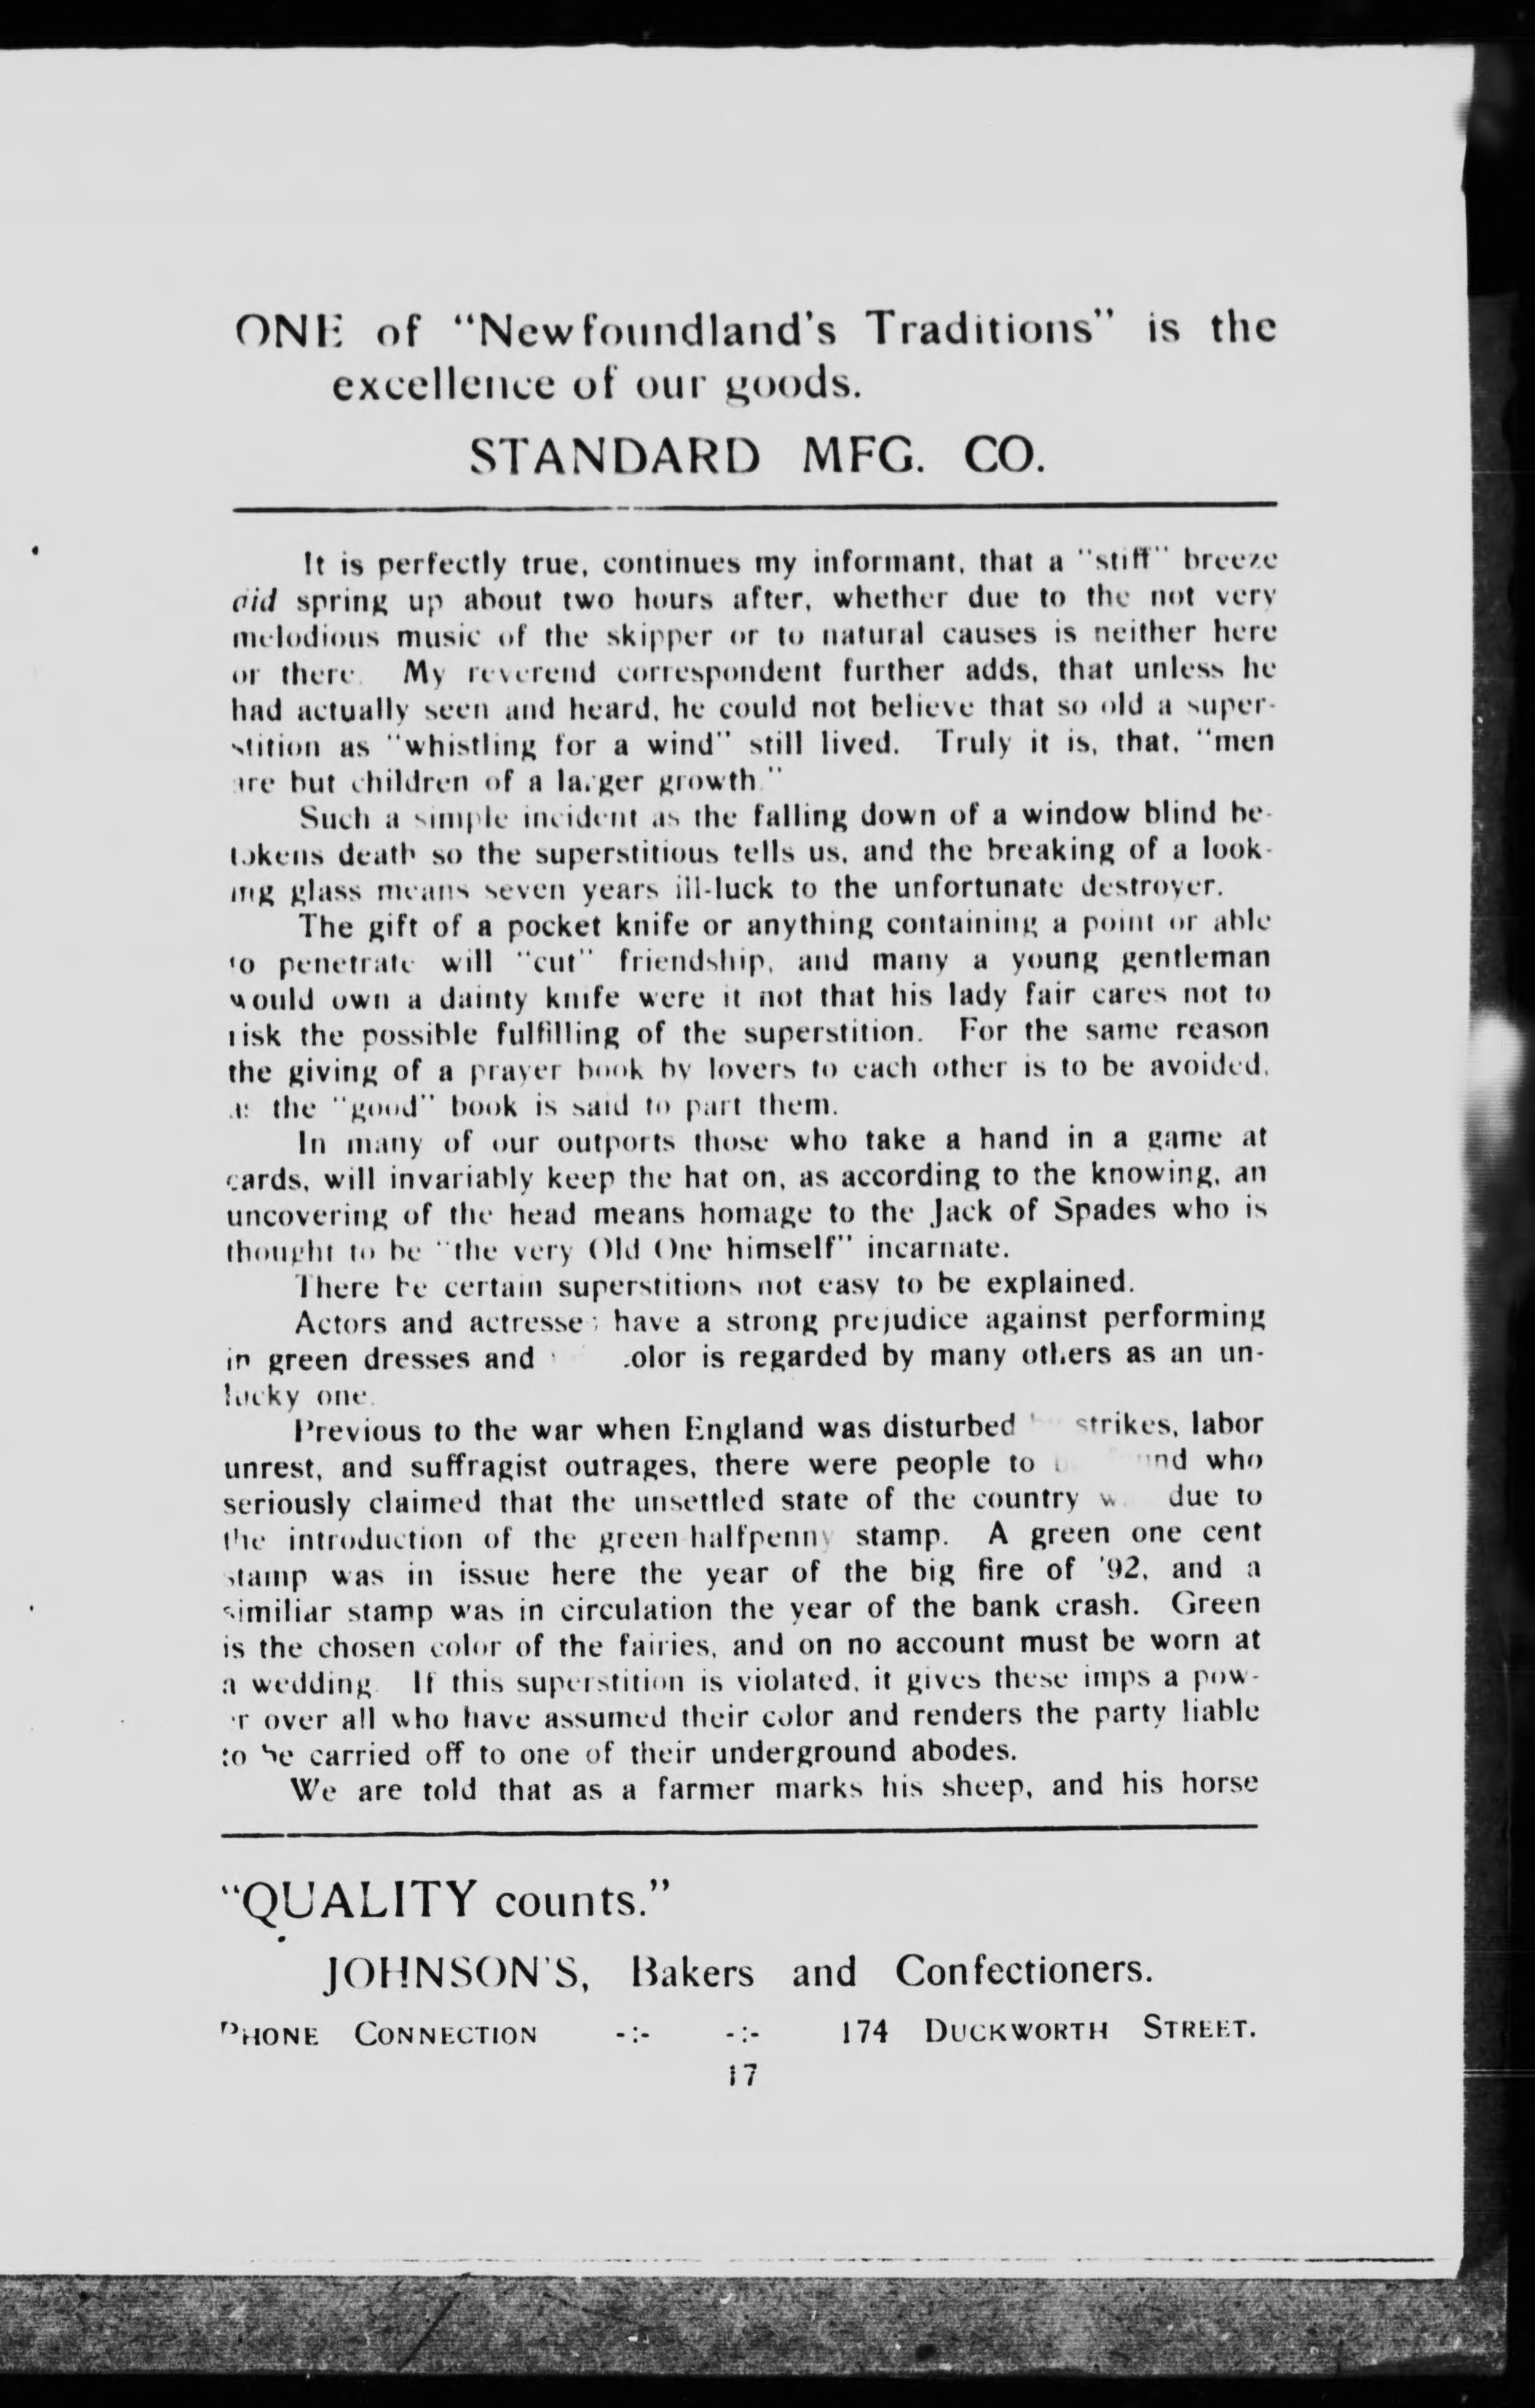 ONE of "Newfoundland's Traditions" is the
excellence of our goods.
STANDARD MFG. CO.
It is perfectly true, continues my informant, that a "stiff" breeze
did spring up about two hours after, whether due to the not very
melodious music of the skipper or to natural causes is neither here
or there. My reverend correspondent further adds, that unless he
had actually seen and heard, he could not believe that so old a super-
stition as "whistling for a wind" still lived. Truly it is, that, "men
are but children of a larger growth."
Such a simple incident as the falling down of a window blind be-
tokens death so the superstitious tells us, and the breaking of a look-
ing glass means seven years ill-luck to the unfortunate destroyer.
The gift of a pocket knife or anything containing a point or able
to penetrate will "cut" friendship, and many a young gentleman
would own a dainty knife were it not that his lady fair cares not to
risk the possible fulfilling of the superstition. For the same reason
the giving of a prayer book by lovers to each other is to be avoided,
as the "good" book is said to part them.
In many of our outports those who take a hand in a game at
cards, will invariably keep the hat on, as according to the knowing, an
uncovering of the head means homage to the Jack of Spades who is
thought to be "the very Old One himself" incarnate.
There be certain superstitions not easy to be explained.
Actors and actresses have a strong prejudice against performing
in green dresses and color is regarded by many others as an un-
lucky one.
Previous to the war when England was disturbed strikes, labor
unrest, and suffragist outrages, there were people to who
seriously claimed that the unsettled state of the country due to
the introduction of the green halfpenny stamp. A green one cent
stamp was in issue here the year of the big fire of '92, and a
similiar stamp was in circulation the year of the bank crash. Green
is the chosen color of the fairies, and on no account must be worn at
a wedding. If this superstition is violated, it gives these imps a pow-
er over all who have assumed their color and renders the party liable
to be carried off to one of their underground abodes.
We are told that as a farmer marks his sheep, and his horse
"QUALITY counts."
JOHNSON'S, Bakers and Confectioners.
PHONE CONNECTION -:- -:- 174 DUCKWORTH STREET.
17